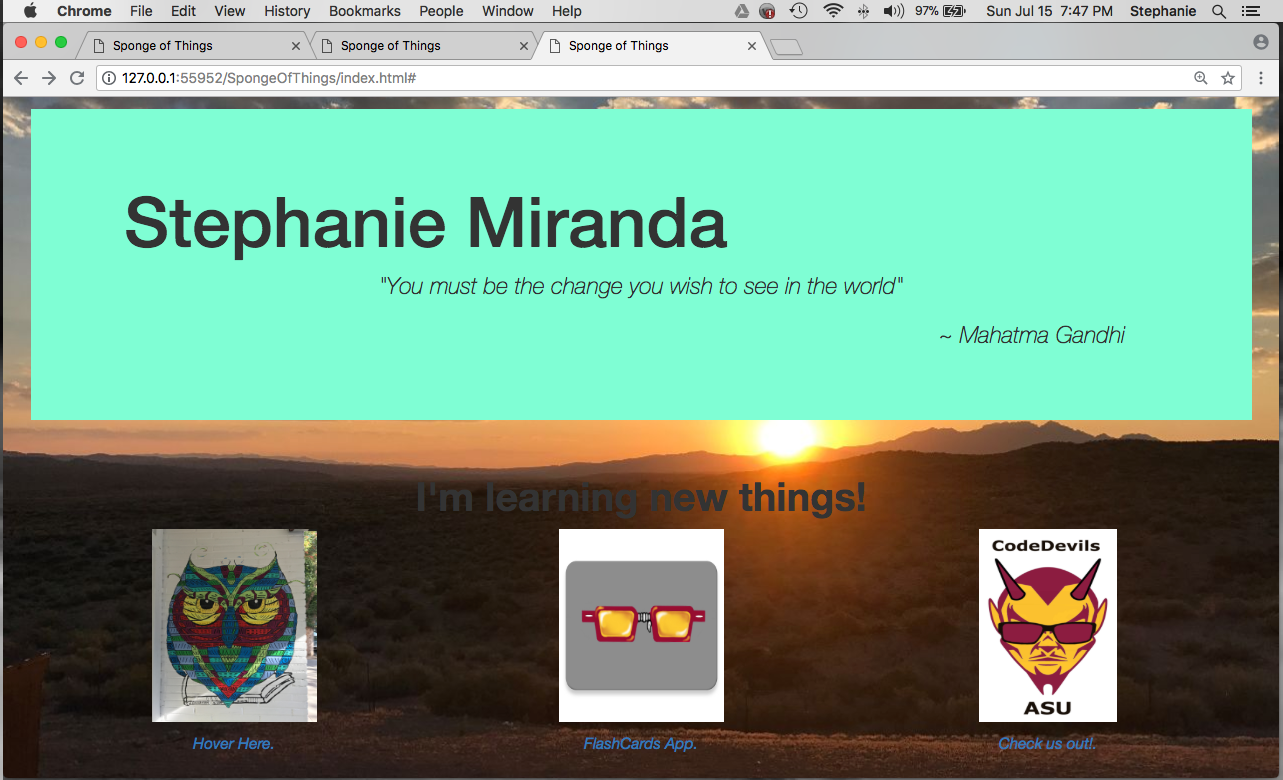 Chrome File Edit View History Bookmarks People Window Help 97% Sun Jul 15 7:47 PM Stephanie
Sponge of Things Sponge of Things Sponge of Things
127.0.0.1:55952/SpongeOfThings/index.html#
Stephanie Miranda
"You must be the change you wish to see in the world"
~ Mahatma Gandhi
I'm learning new things!
CodeDevils
ASU
Hover Here. FlashCards App. Check us out!.